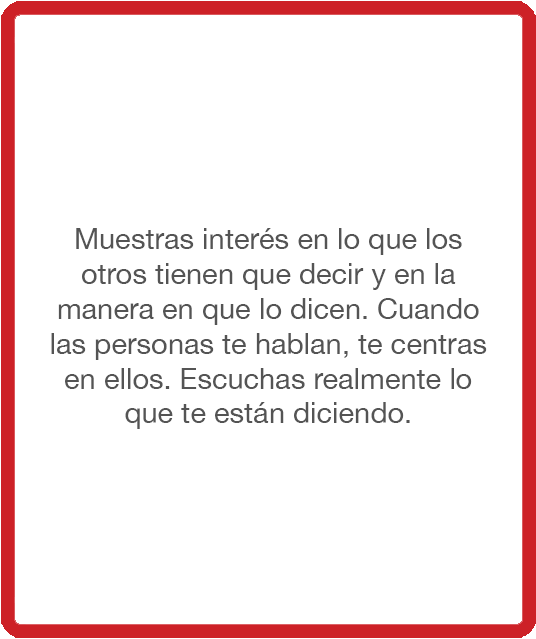 Muestras interés en lo que los
otros tienen que decir y en la
manera en que lo dicen. Cuando
las personas te hablan, te centras
en ellos. Escuchas realmente lo
que te están diciendo.